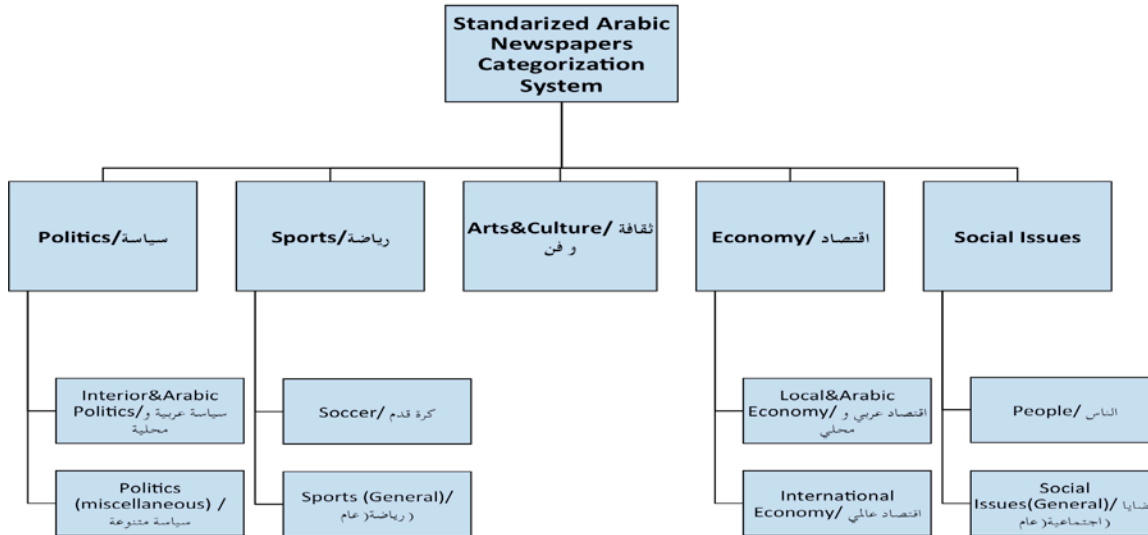 Standarized Arabic
Newspapers
Categorization
System
Politics/سياسة
Sports/رياضة
Arts&Culture/ ثقافة
و فن
Economy/ اقتصاد
Social Issues
Interior&Arabic
Politics/سياسة عربية و
محلية
Soccer/ كرة قدم
Local&Arabic
Economy/ اقتصاد عربي و
محلي
People/ الناس
Politics
(miscellaneous) /
سياسة متنوعة
Sports (General)/
رياضة( عام)
International
Economy/ اقتصاد عالمي
Social
Issues(General)/
اجتماعية( عام)